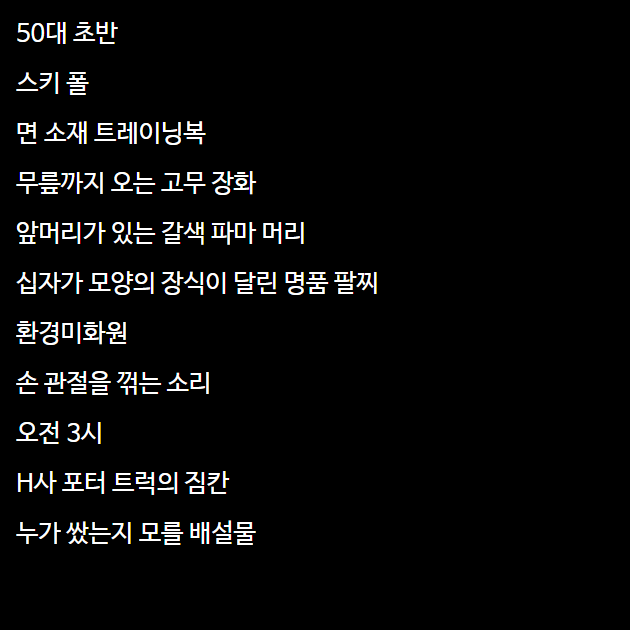 50대 초반
스키 폴
면 소재 트레이닝복
무릎까지 오는 고무 장화
앞머리가 있는 갈색 파마 머리
십자가 모양의 장식이 달린 명품 팔찌
환경미화원
손 관절을 꺾는 소리
오전 3시
H사 포터 트럭의 짐칸
누가 쌌는지 모를 배설물